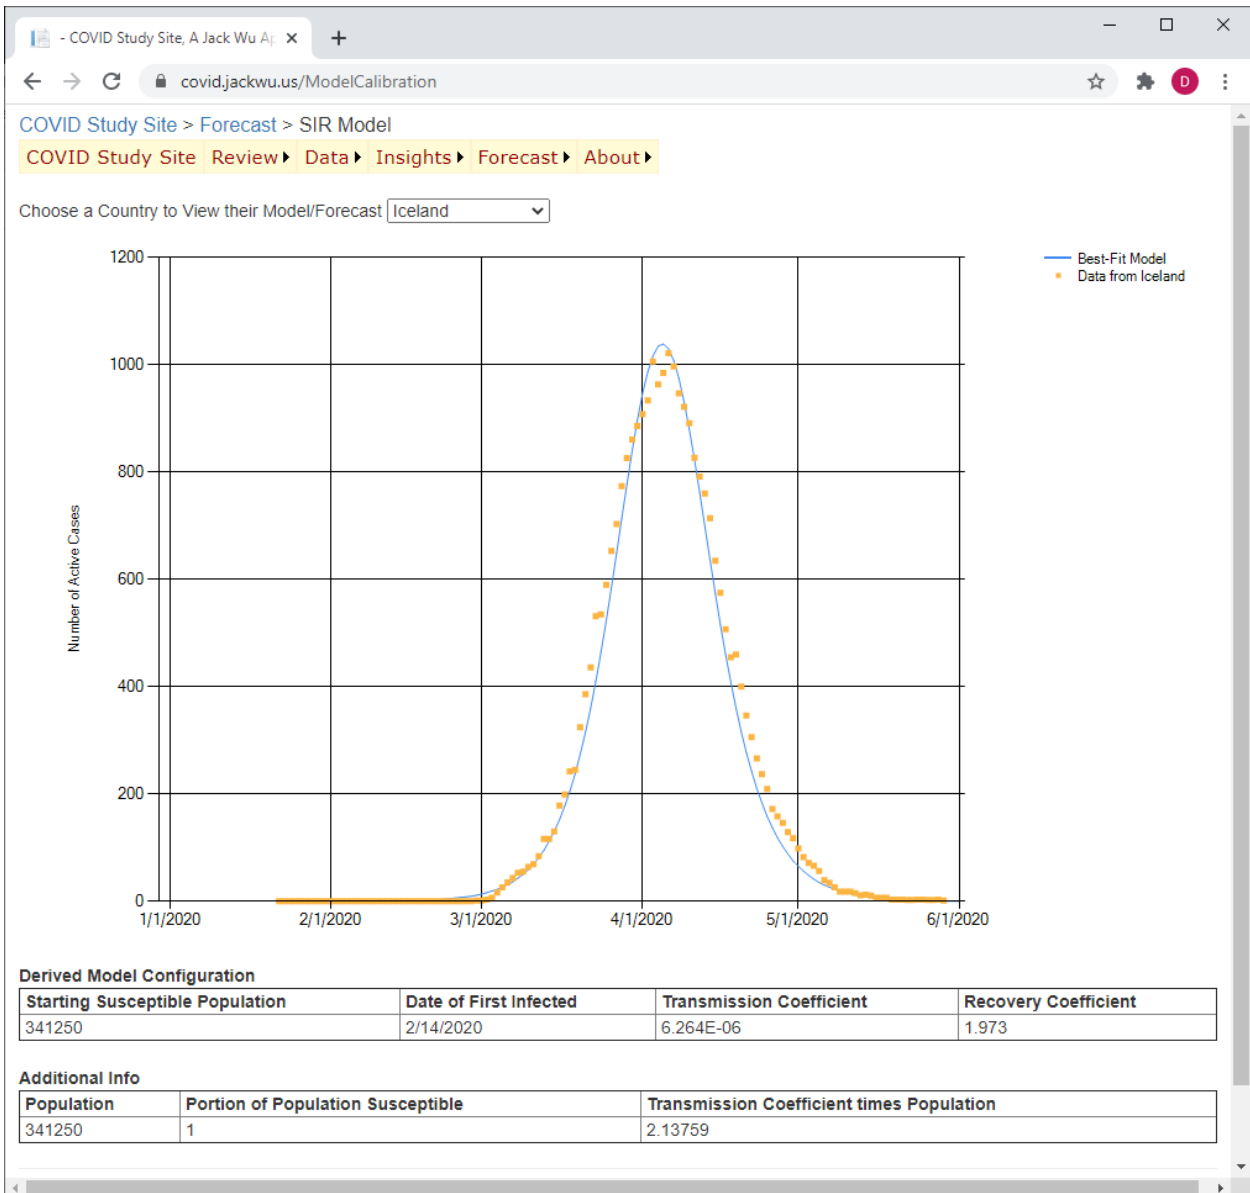 - COVID Study Site, A Jack Wu Ap
covid.jackwu.us/ModelCalibration
D
COVID Study Site > Forecast > SIR Model
COVID Study Site Review Data Insights Forecast About
Choose a Country to View their Model/Forecast Iceland
1200
1000
800
600
400
200
0
Number of Active Cases
1/1/2020 2/1/2020 3/1/2020 4/1/2020 5/1/2020 6/1/2020
Best-Fit Model
Data from Iceland
Derived Model Configuration
Starting Susceptible Population Date of First Infected Transmission Coefficient Recovery Coefficient
341250 2/14/2020 6.264E-06 1.973
Additional Info
Population Portion of Population Susceptible Transmission Coefficient times Population
341250 1 2.13759